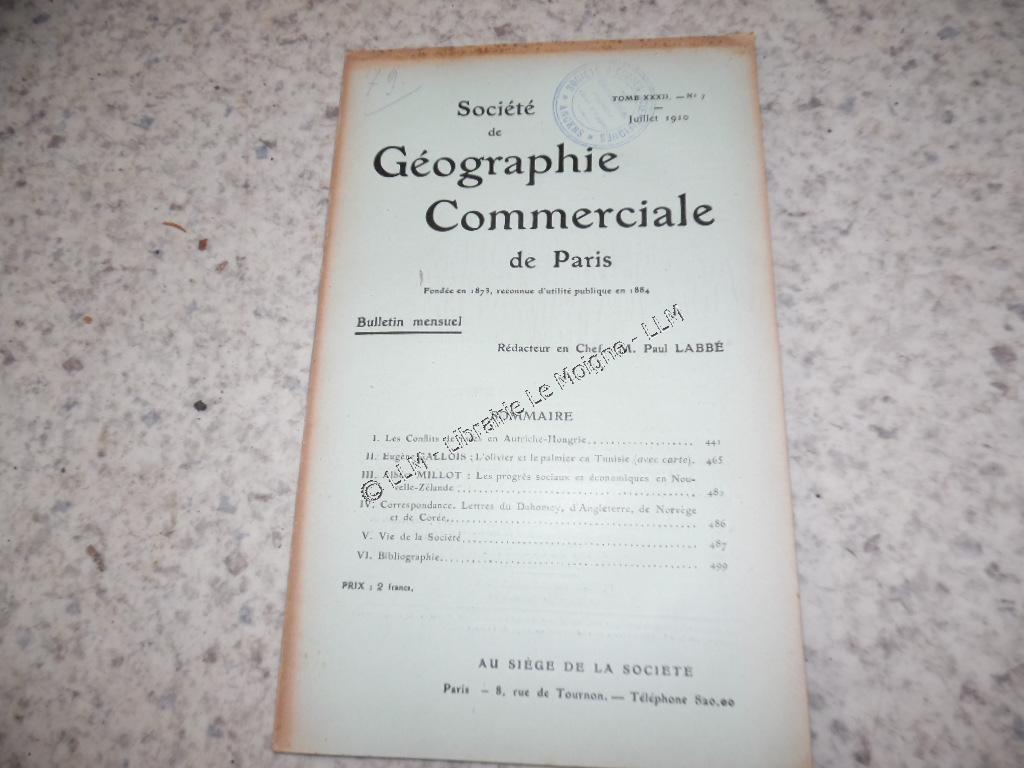 79.
TOME XXXII. — No 7
Juillet 1910
Société
de
Géographie
Commerciale
de Paris
Fondée en 1873, reconnue d'utilité publique en 1884
Bulletin mensuel
Rédacteur en Chef : M. Paul LABBÉ
SOMMAIRE
I. Les Conflits de en Autriche-Hongrie 441
II. Eugène GALLOIS : L'olivier et le palmier en Tunisie (avec carte). 465
III. MILLOT : Les progrès sociaux et économiques en Nou-
velle-Zélande 482
IV. Correspondance. Lettres du Dahomey, d'Angleterre, de Norvège
et de Corée. 486
V. Vie de la Société 487
VI. Bibliographie 499
PRIX : 2 francs.
AU SIÈGE DE LA SOCIÉTÉ
Paris — 8, rue de Tournon. — Téléphone 820.00
© LLM - Librairie Le Moigne - LLM